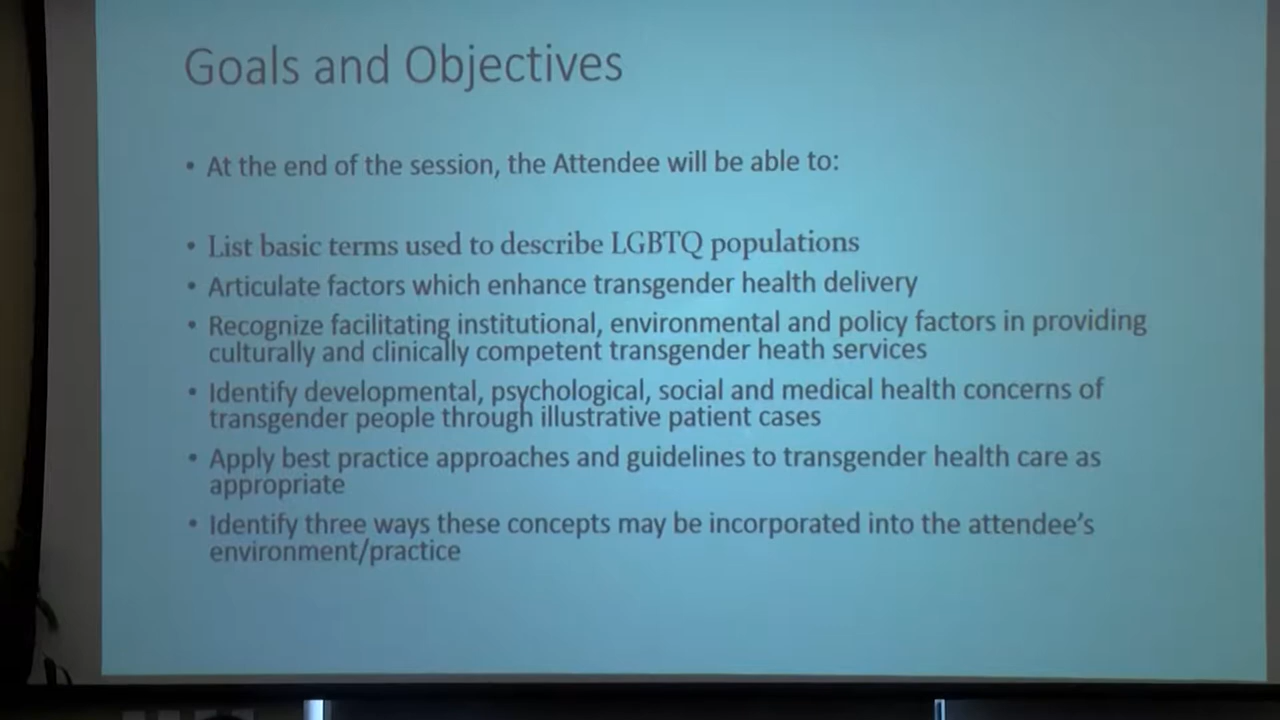 Goals and Objectives
• At the end of the session, the Attendee will be able to:
• List basic terms used to describe LGBTQ populations
• Articulate factors which enhance transgender health delivery
• Recognize facilitating institutional, environmental and policy factors in providing
culturally and clinically competent transgender heath services
• Identify developmental, psychological, social and medical health concerns of
transgender people through illustrative patient cases
• Apply best practice approaches and guidelines to transgender health care as
appropriate
• Identify three ways these concepts may be incorporated into the attendee's
environment/practice